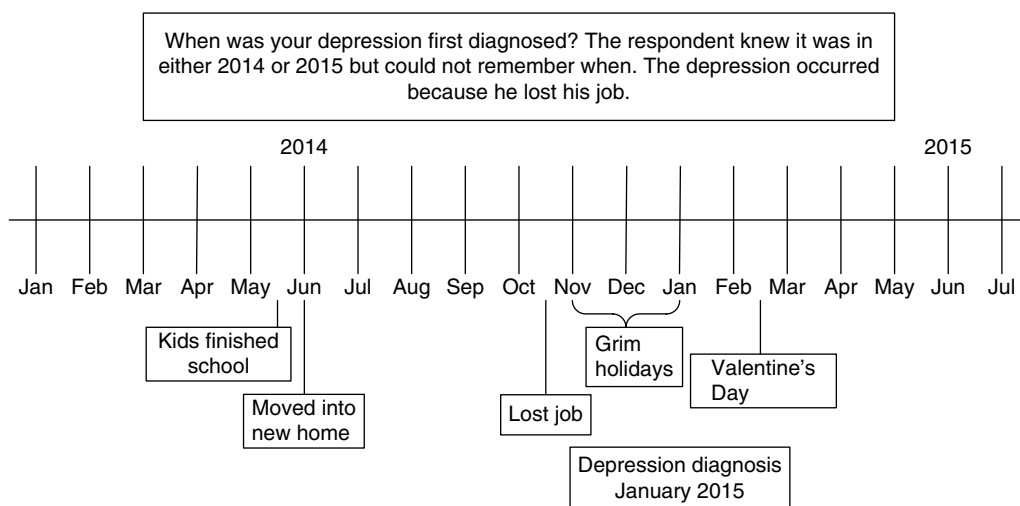 When was your depression first diagnosed? The respondent knew it was in
either 2014 or 2015 but could not remember when. The depression occurred
because he lost his job.
2014 2015
Jan Feb Mar Apr May Jun Jul Aug Sep Oct Nov Dec Jan Feb Mar Apr May Jun Jul
Kids finished
school
Moved into
new home
Lost job
Grim
holidays
Valentine’s
Day
Depression diagnosis
January 2015